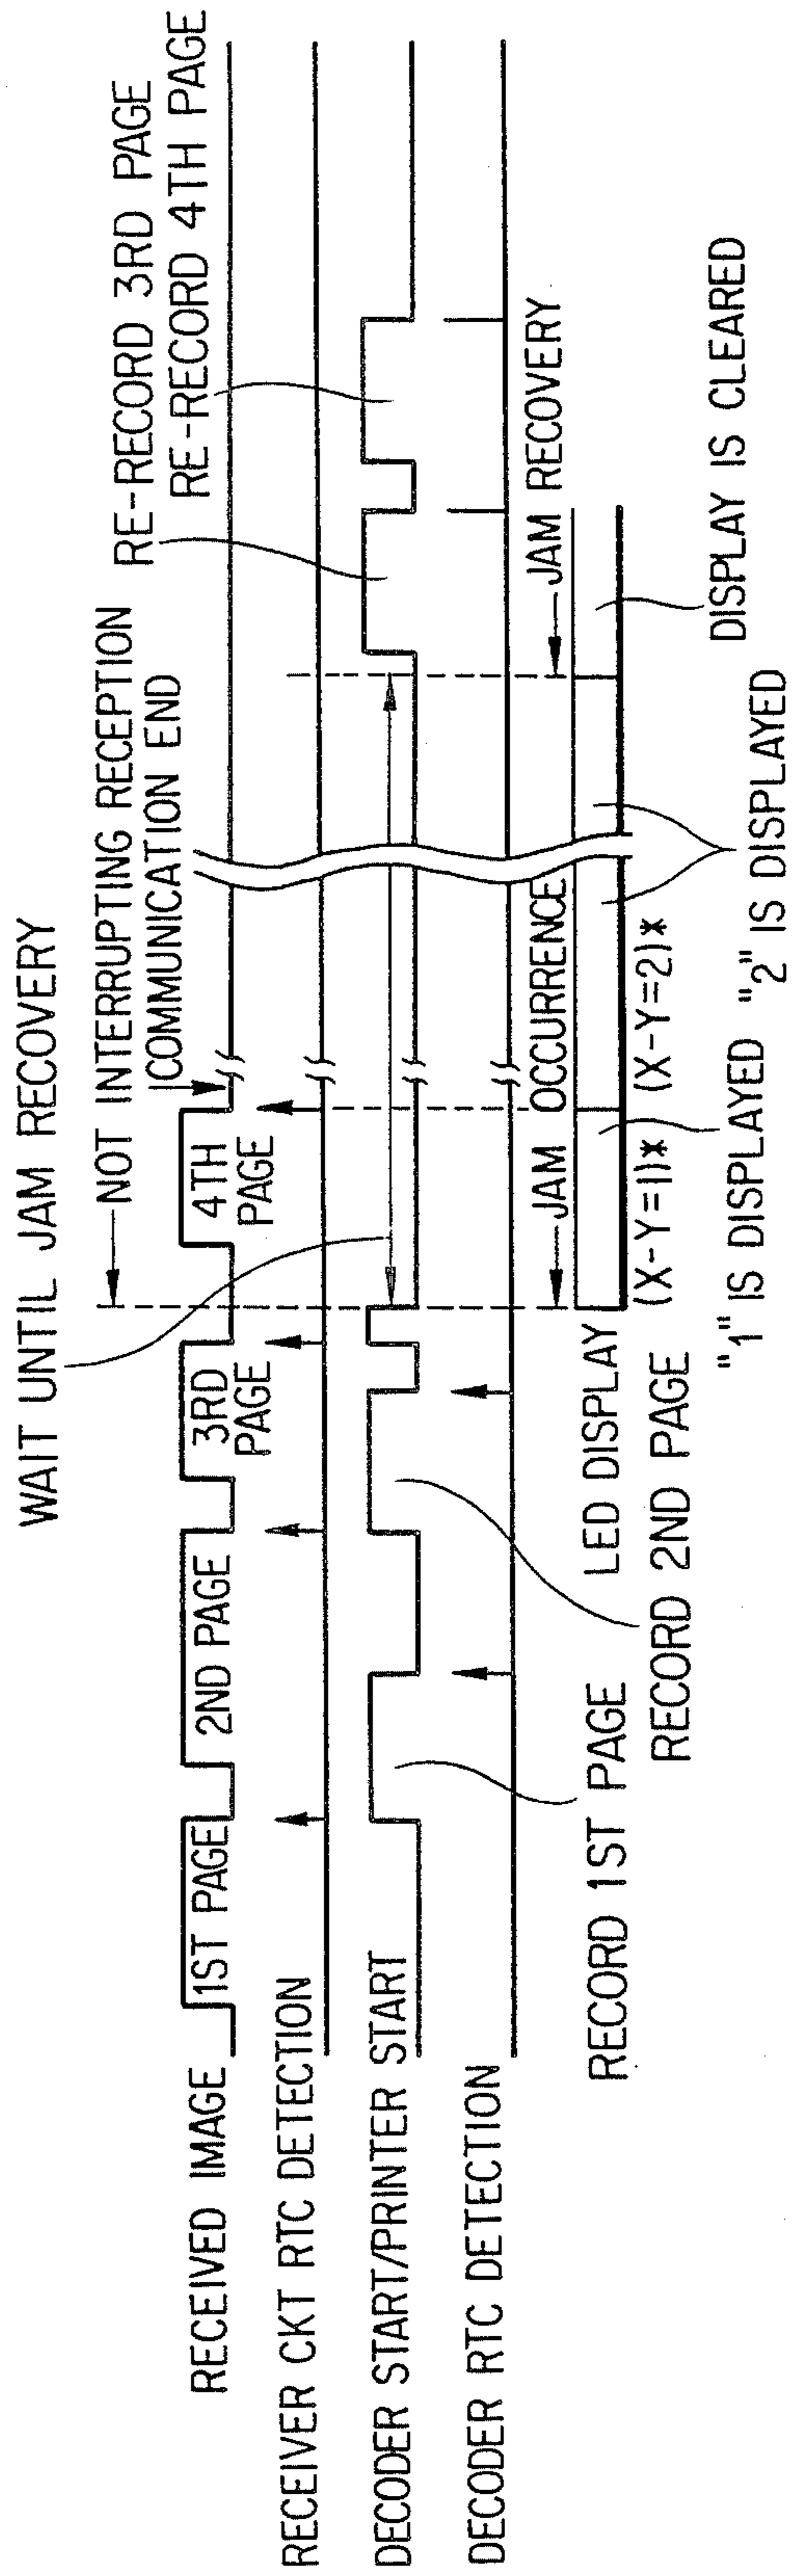 WAIT UNTIL JAM RECOVERY
NOT INTERRUPTING RECEPTION
COMMUNICATION END
RE-RECORD 3RD PAGE
RE-RECORD 4TH PAGE
RECEIVED IMAGE
1ST PAGE
2ND PAGE
3RD
PAGE
4TH
PAGE
RECEIVER CKT RTC DETECTION
DECODER START/PRINTER START
DECODER RTC DETECTION
JAM OCCURRENCE
JAM RECOVERY
LED DISPLAY
RECORD 1ST PAGE
RECORD 2ND PAGE
(X-Y=1)*
(X-Y=2)*
"1" IS DISPLAYED
"2" IS DISPLAYED
DISPLAY IS CLEARED